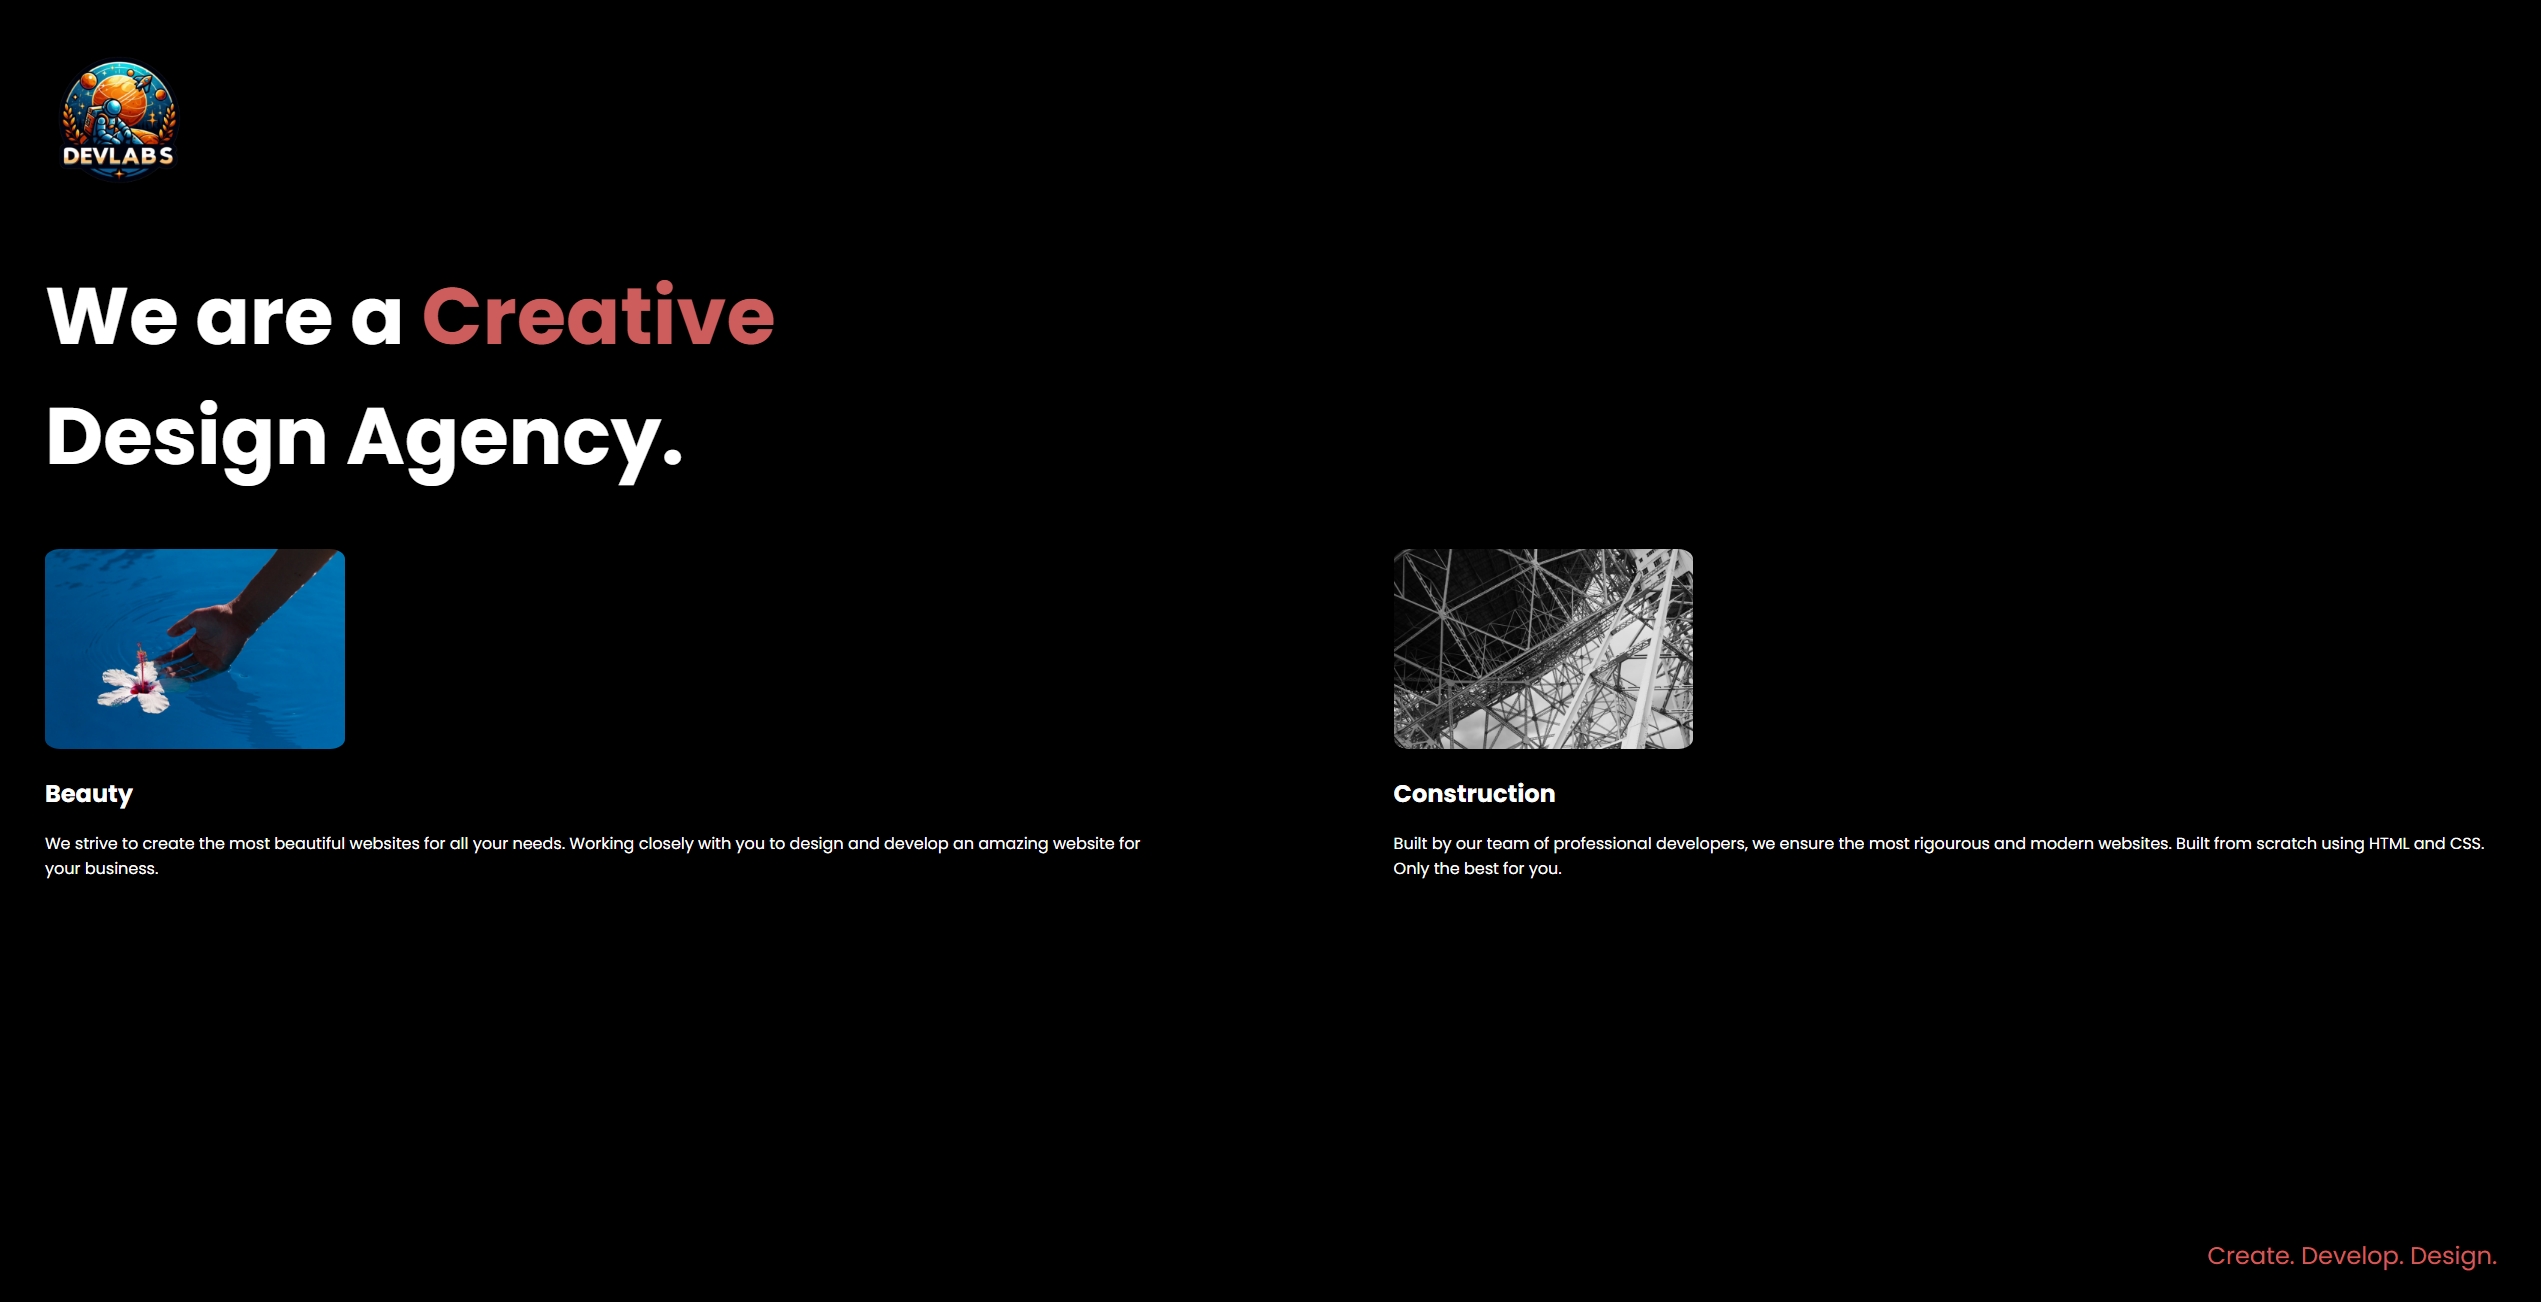 DEVLABS
We are a Creative
Design Agency.
Beauty
We strive to create the most beautiful websites for all your needs. Working closely with you to design and develop an amazing website for
your business.
Construction
Built by our team of professional developers, we ensure the most rigourous and modern websites. Built from scratch using HTML and CSS.
Only the best for you.
Create. Develop. Design.